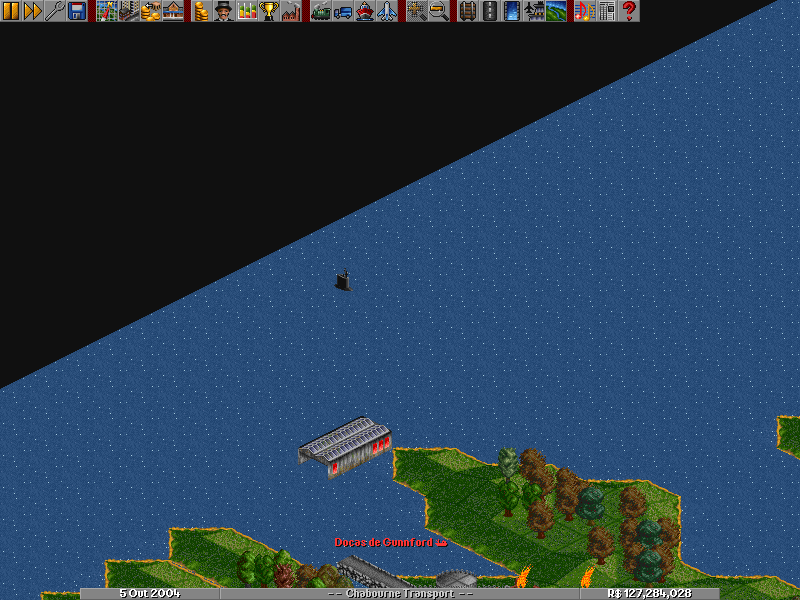 Docas de Gunnford
5 Out 2004
-- Chabourne Transport --
R$ 127,284,028